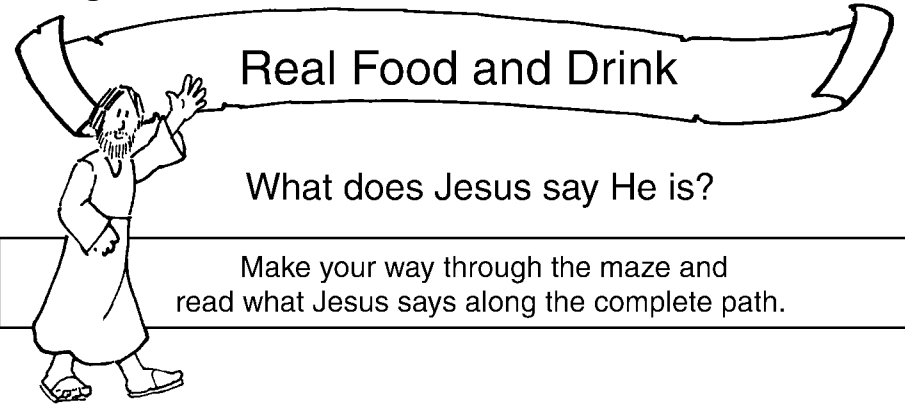 Real Food and Drink
What does Jesus say He is?
Make your way through the maze and
read what Jesus says along the complete path.